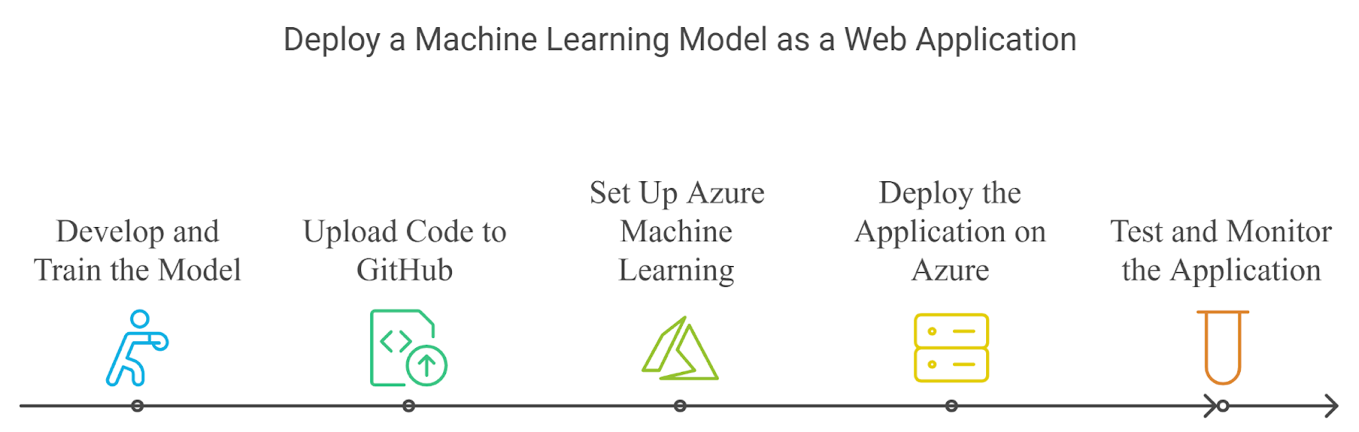 Deploy a Machine Learning Model as a Web Application
Develop and
Train the Model
Upload Code to
GitHub
Set Up Azure
Machine
Learning
Deploy the
Application on
Azure
Test and Monitor
the Application